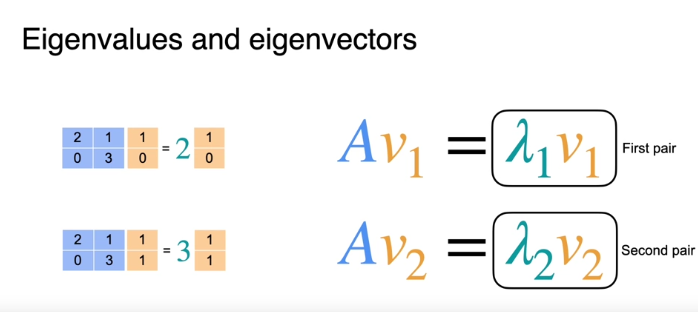 Eigenvalues and eigenvectors
2 1 1 = 2 1
0 3 0 0
Av₁ = λ₁v₁ First pair
2 1 1 = 3 1
0 3 1 1
Av₂ = λ₂v₂ Second pair